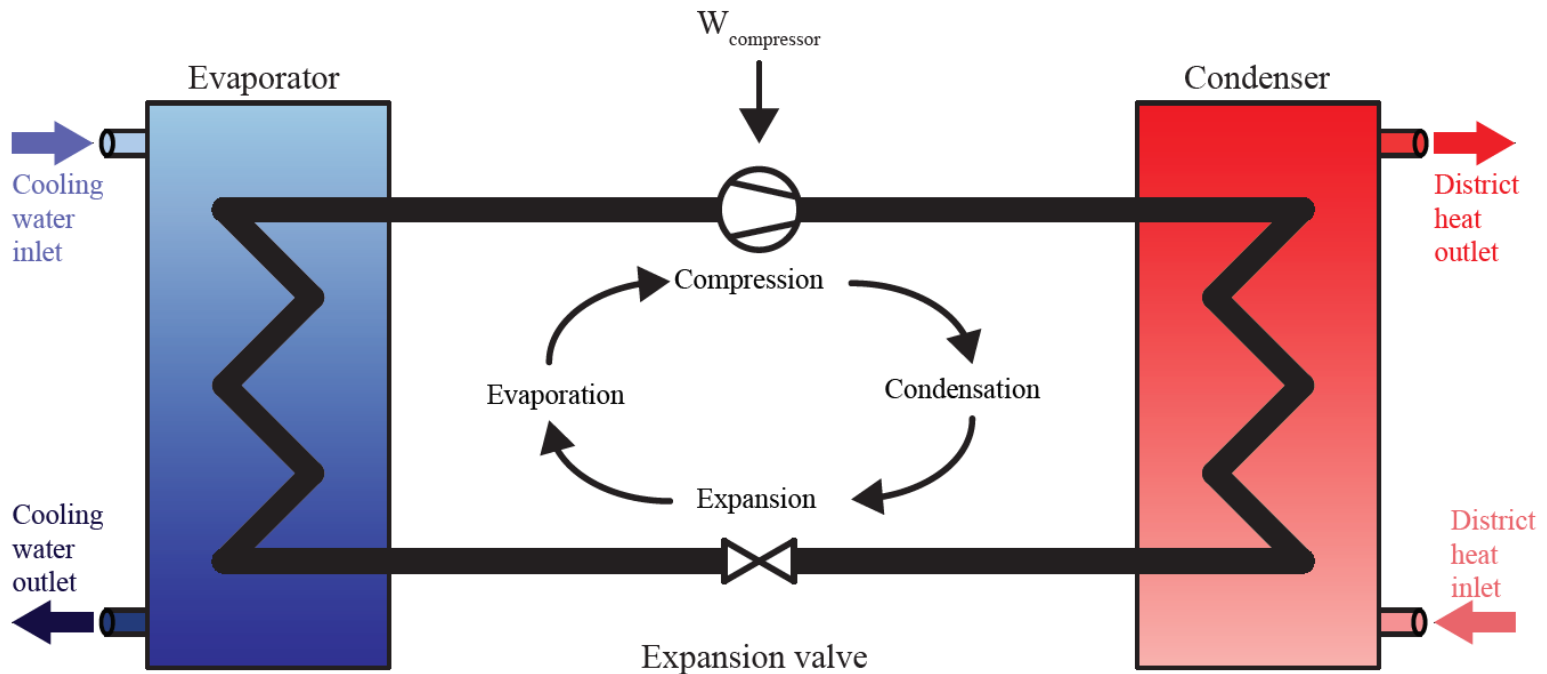 W compressor
Evaporator
Condenser
Cooling
water
inlet
District
heat
outlet
Compression
Evaporation
Condensation
Expansion
Cooling
water
outlet
District
heat
inlet
Expansion valve